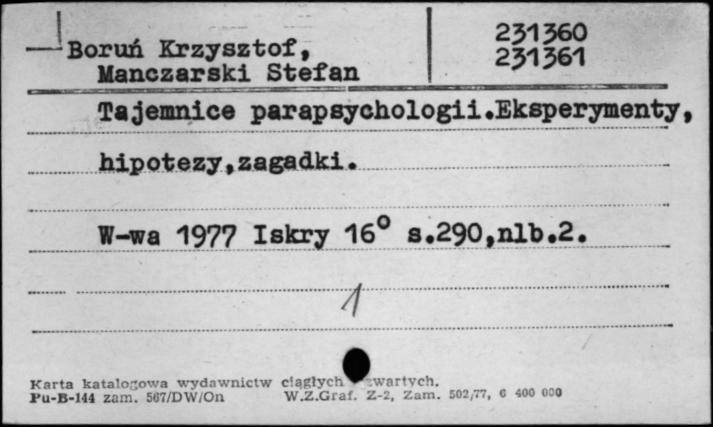 Boruń Krzysztof,
Manczarski Stefan
231360
231361
Tajemnice parapsychologii.Eksperymenty,
hipotezy,zagadki.
W-wa 1977 Iskry 16° s.290,nlb.2.
1
Karta katalogowa wydawnictw ciągłych zwartych.
Pu-B-144 zam. 567/DW/On W.Z.Graf. Z-2, Zam. 502/77, 6 400 000